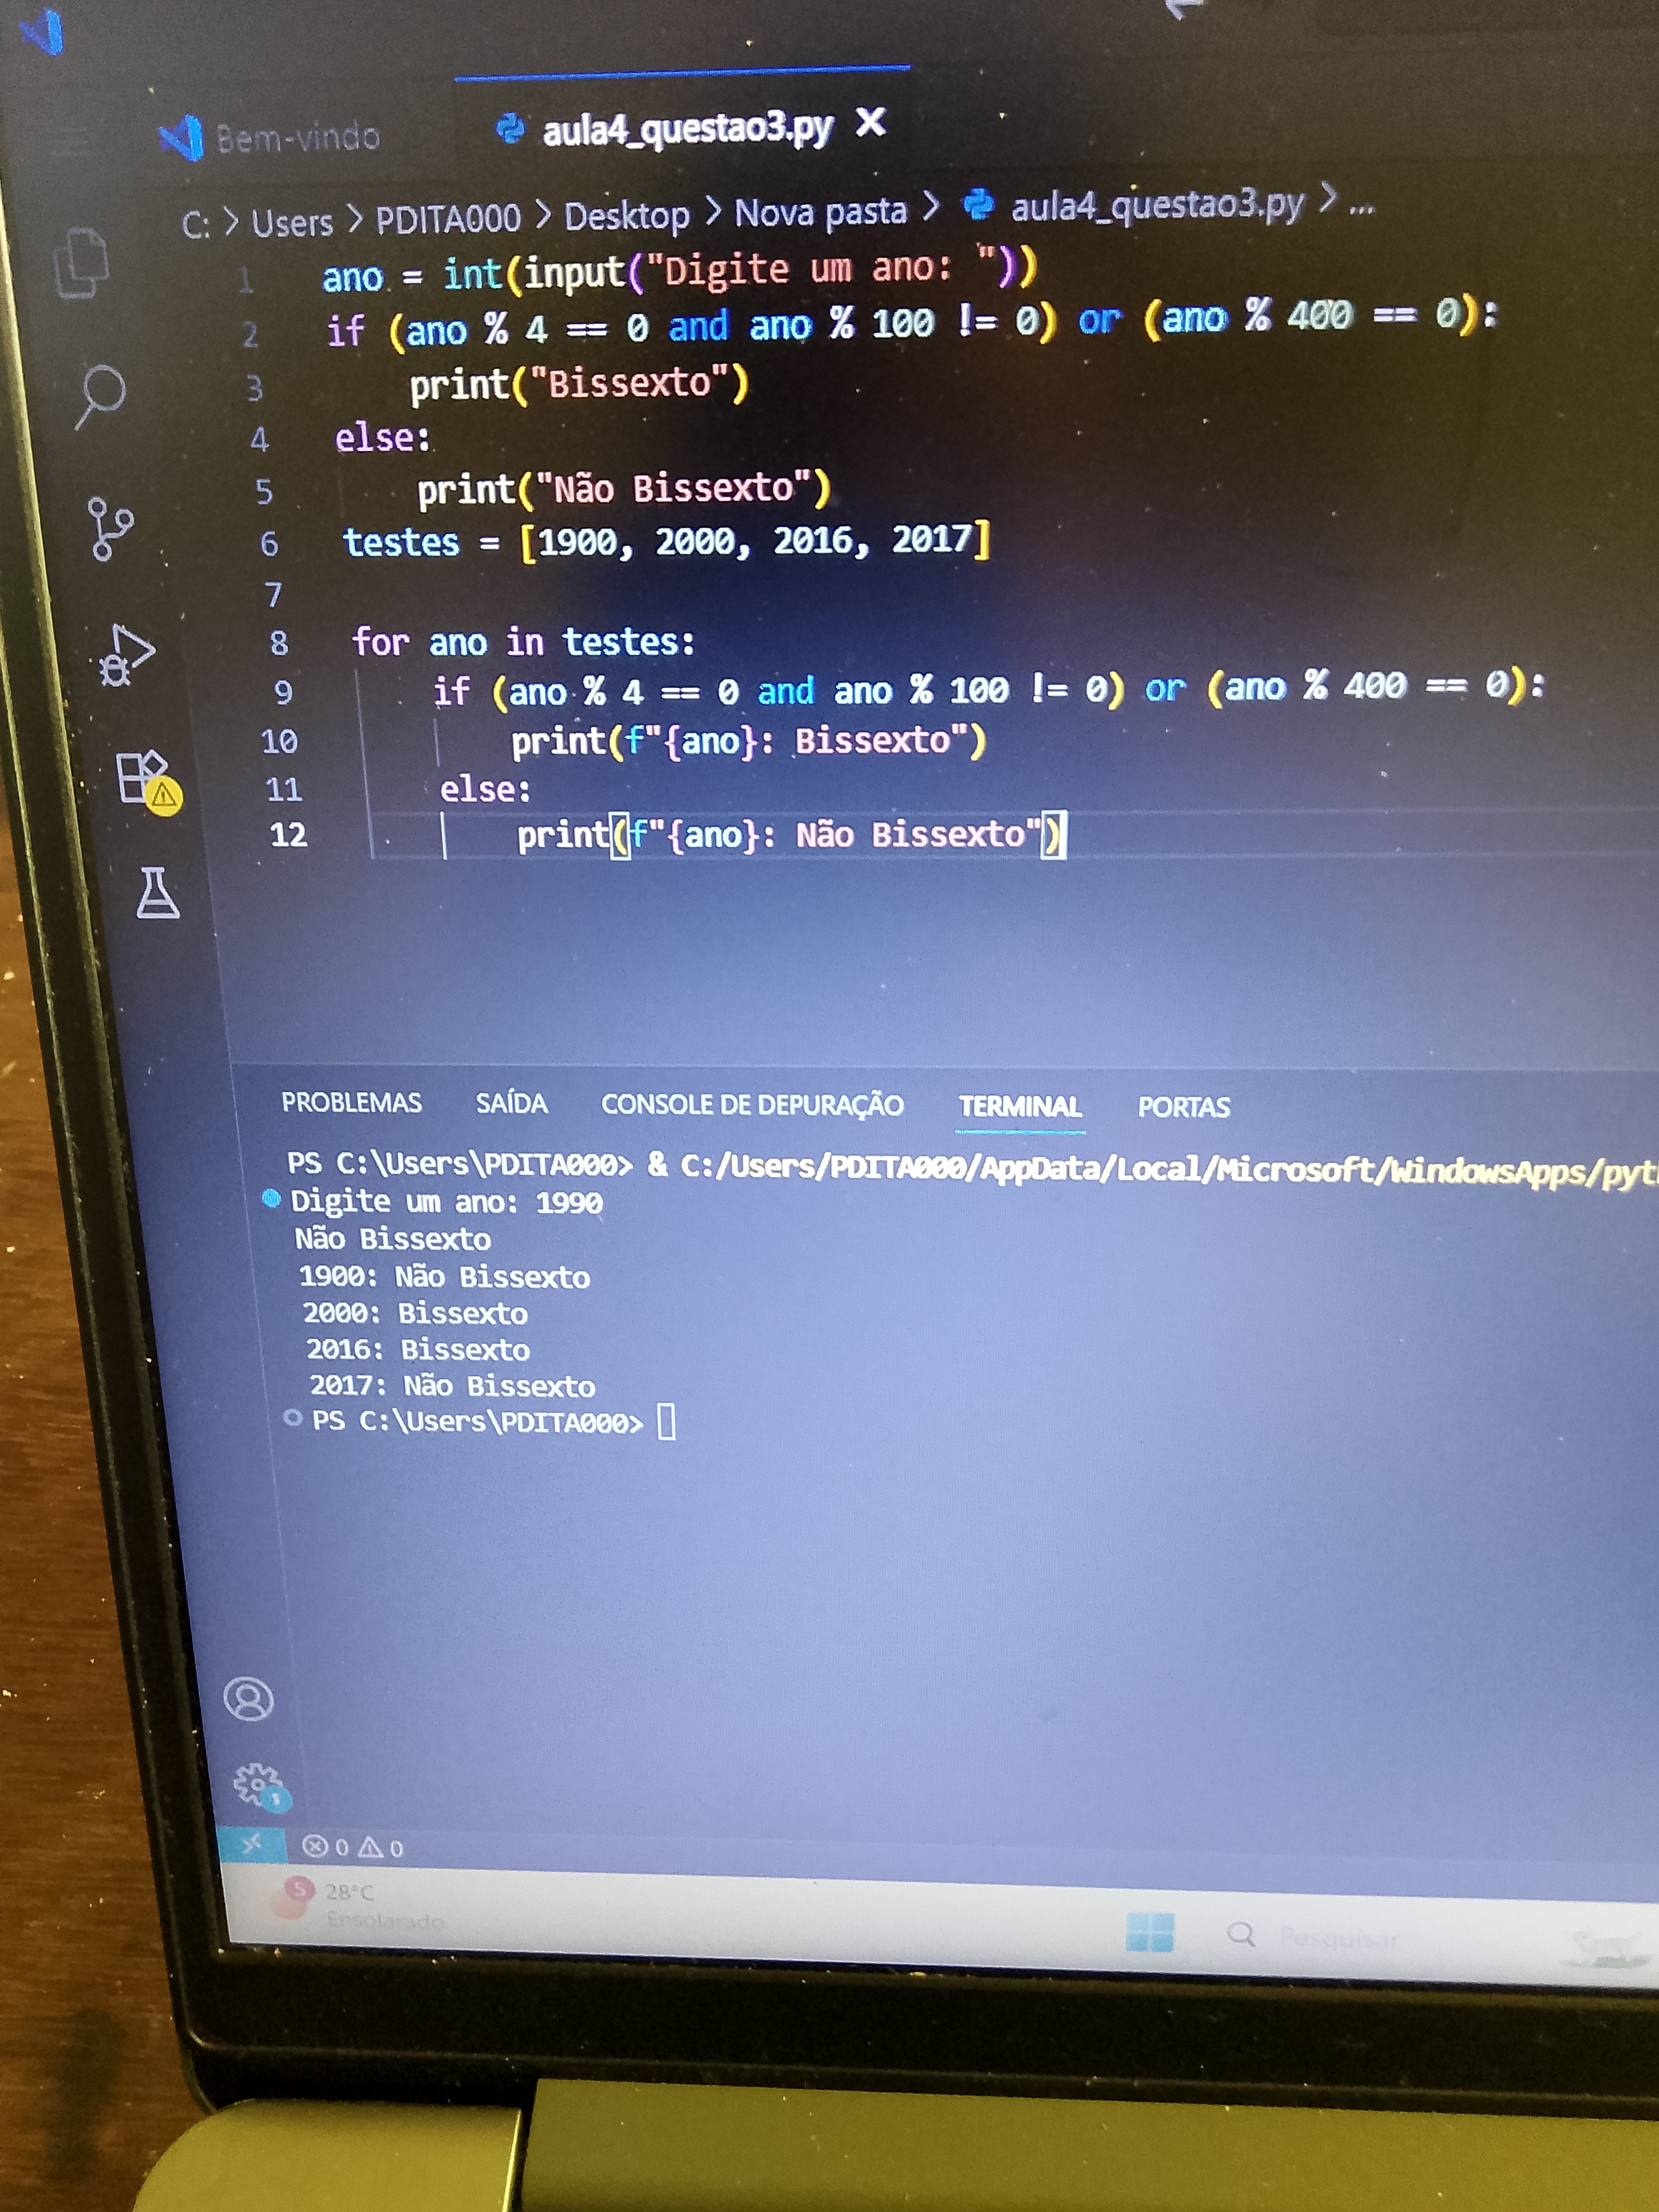 Bem-vindo
aula4_questao3.py ✕
C: > Users > PDITA000 > Desktop > Nova pasta > aula4_questao3.py > ...
1 ano = int(input("Digite um ano: "))
2 if (ano % 4 == 0 and ano % 100 != 0) or (ano % 400 == 0):
3     print("Bissexto")
4 else:
5     print("Não Bissexto")
6 testes = [1900, 2000, 2016, 2017]
7
8 for ano in testes:
9     if (ano % 4 == 0 and ano % 100 != 0) or (ano % 400 == 0):
10         print(f"{ano}: Bissexto")
11     else:
12         print(f"{ano}: Não Bissexto")
PROBLEMAS SAÍDA CONSOLE DE DEPURAÇÃO TERMINAL PORTAS
PS C:\Users\PDITA000> & C:/Users/PDITA000/AppData/Local/Microsoft/WindowsApps/pyt
Digite um ano: 1990
Não Bissexto
1900: Não Bissexto
2000: Bissexto
2016: Bissexto
2017: Não Bissexto
PS C:\Users\PDITA000>
1
0 0
5 28°C
Ensolarado
Pesquisar